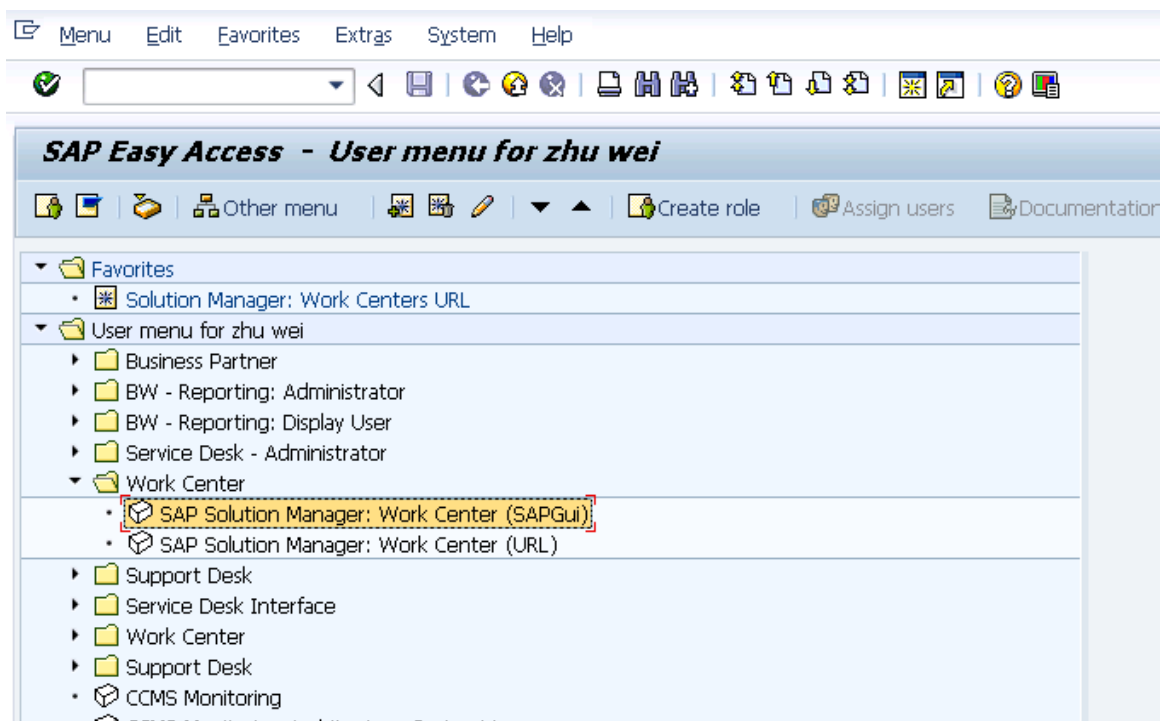 Menu Edit Favorites Extras System Help
SAP Easy Access - User menu for zhu wei
Other menu Create role Assign users Documentation
Favorites
Solution Manager: Work Centers URL
User menu for zhu wei
Business Partner
BW - Reporting: Administrator
BW - Reporting: Display User
Service Desk - Administrator
Work Center
SAP Solution Manager: Work Center (SAPGui)
SAP Solution Manager: Work Center (URL)
Support Desk
Service Desk Interface
Work Center
Support Desk
CCMS Monitoring